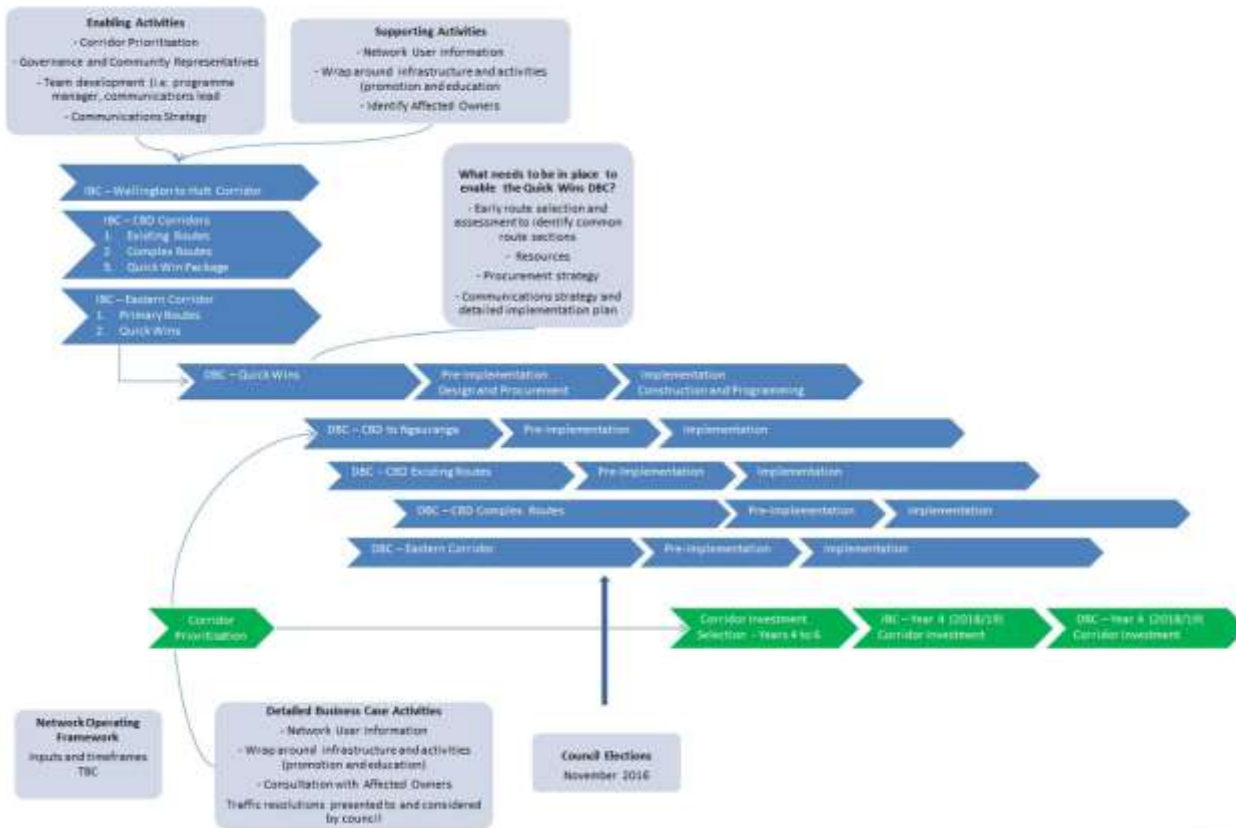 Enabling Activities
- Corridor Prioritisation
- Governance and Community Representatives
- Team development (i.e. programme
manager, communications lead
- Communications Strategy
Supporting Activities
- Network User Information
- Wrap around infrastructure and activities
(promotion and education
- Identify Affected Owners
IBC – Wellington to Hutt Corridor
IBC – CBD Corridors
1. Existing Routes
2. Complex Routes
3. Quick Win Package
IBC – Eastern Corridor
1. Primary Routes
2. Quick Wins
What needs to be in place to
enable the Quick Wins DBC?
- Early route selection and
assessment to identify common
route sections
- Resources
- Procurement strategy
- Communications strategy and
detailed implementation plan
DBC – Quick Wins
Pre-Implementation
Design and Procurement
Implementation
Construction and Programming
DBC – CBD to Ngauranga
Pre-Implementation
Implementation
DBC – CBD Existing Routes
Pre-Implementation
Implementation
DBC – CBD Complex Routes
Pre-Implementation
Implementation
DBC – Eastern Corridor
Pre-Implementation
Implementation
Corridor
Prioritisation
Corridor Investment
Selection - Years 4 to 6
IBC – Year 4 (2018/19)
Corridor Investment
DBC – Year 4 (2018/19)
Corridor Investment
Network Operating
Framework
Inputs and timeframes
TBC
Detailed Business Case Activities
- Network User Information
- Wrap around infrastructure and activities
(promotion and education)
- Consultation with Affected Owners
Traffic resolutions presented to and considered
by council
Council Elections
November 2016